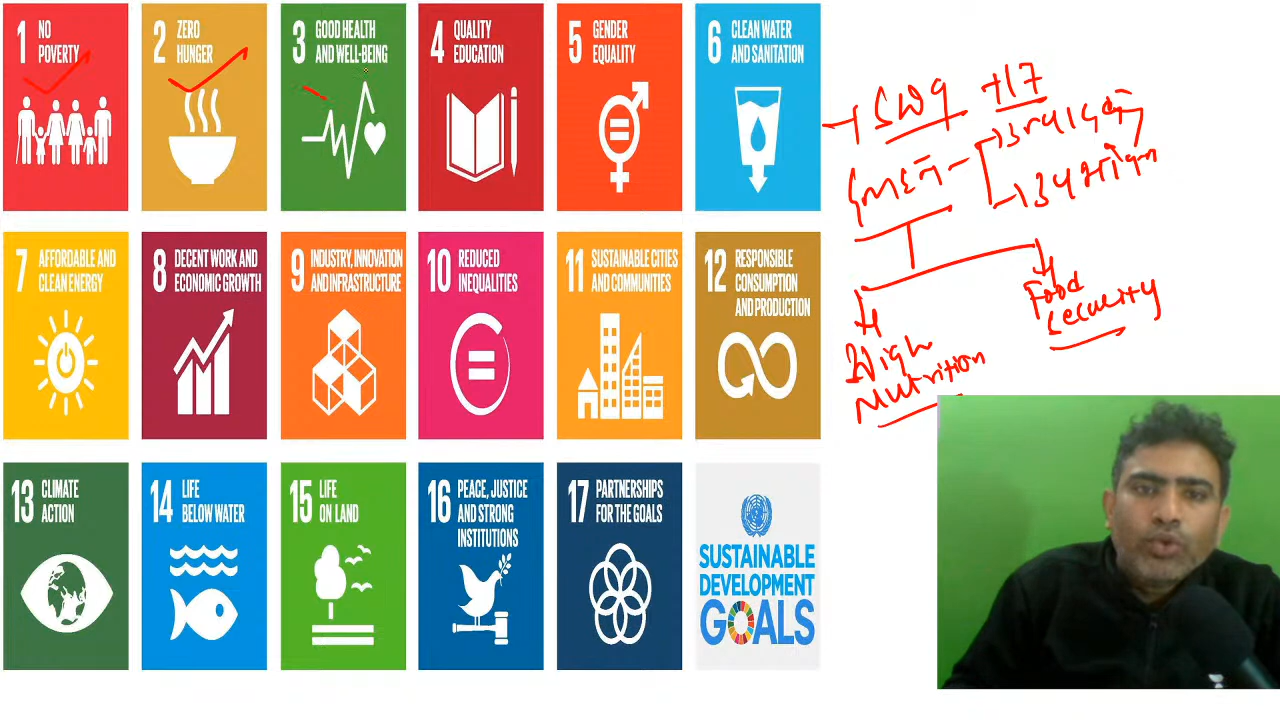 1 NO
POVERTY
2 ZERO
HUNGER
3 GOOD HEALTH
AND WELL-BEING
4 QUALITY
EDUCATION
5 GENDER
EQUALITY
6 CLEAN WATER
AND SANITATION
7 AFFORDABLE AND
CLEAN ENERGY
8 DECENT WORK AND
ECONOMIC GROWTH
9 INDUSTRY, INNOVATION
AND INFRASTRUCTURE
10 REDUCED
INEQUALITIES
11 SUSTAINABLE CITIES
AND COMMUNITIES
12 RESPONSIBLE
CONSUMPTION
AND PRODUCTION
13 CLIMATE
ACTION
14 LIFE
BELOW WATER
15 LIFE
ON LAND
16 PEACE, JUSTICE
AND STRONG
INSTITUTIONS
17 PARTNERSHIPS
FOR THE GOALS
SUSTAINABLE
DEVELOPMENT
GOALS
17
Food
Security
High
Nutrition